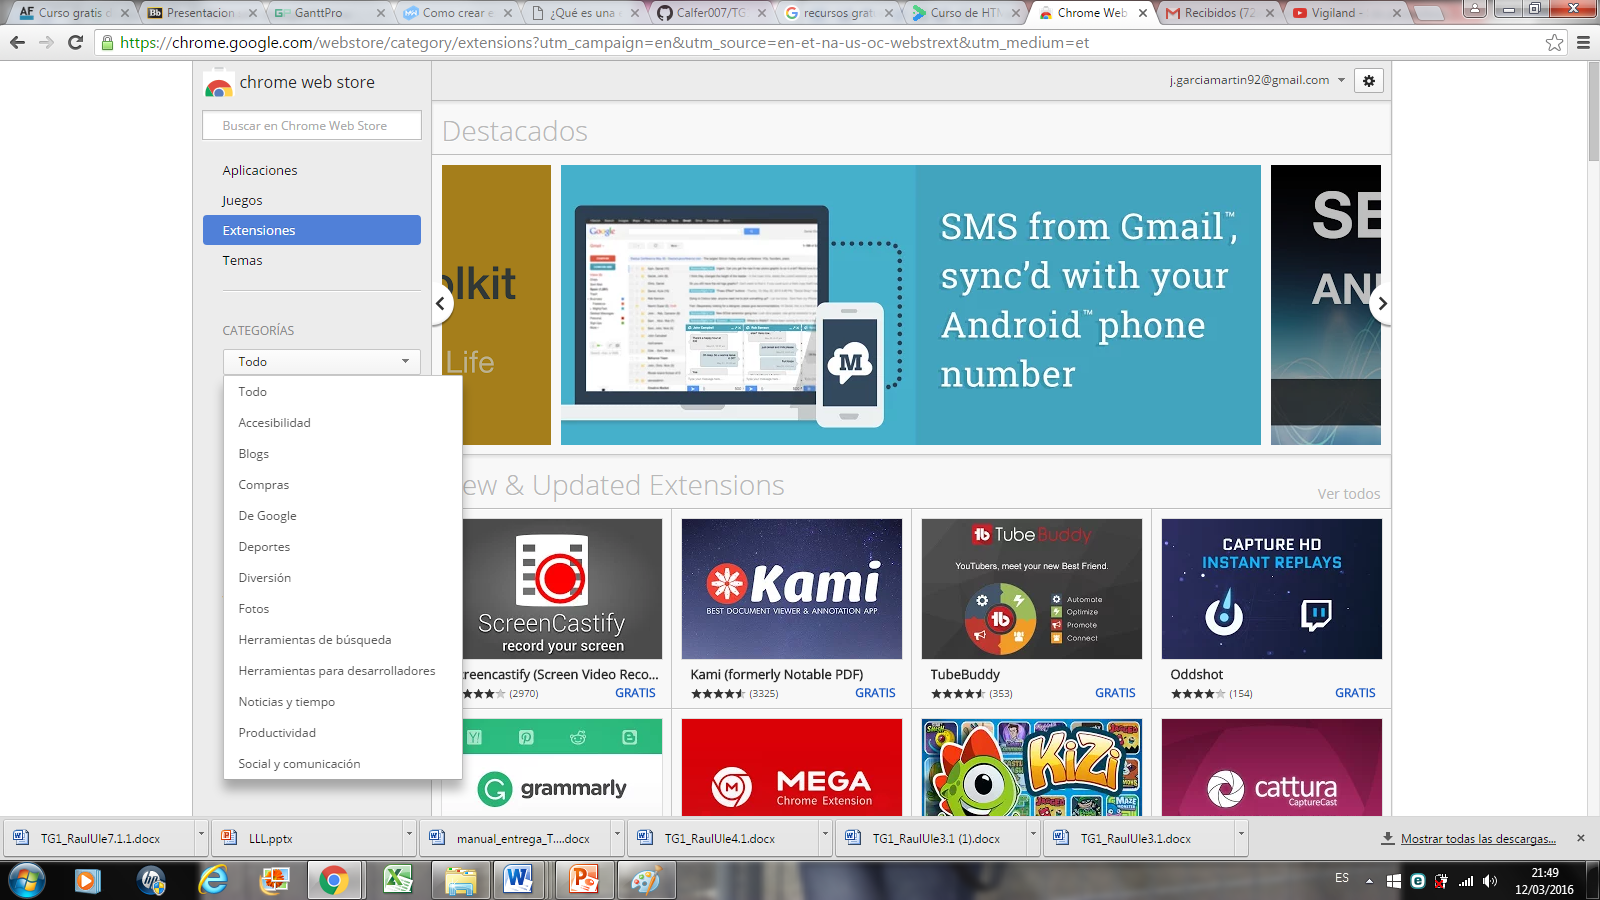 Curso gratis d
Presentacion
GanttPro
Como crear e
¿Qué es una
Calfer007/TG
recursos grat
Curso de HTM
Chrome Web
Recibidos (72
Vigiland -
https://chrome.google.com/webstore/category/extensions?utm_campaign=en&utm_source=en-et-na-us-oc-webstrext&utm_medium=et
chrome web store
j.garciamartin92@gmail.com
Buscar en Chrome Web Store
Aplicaciones
Juegos
Extensiones
Temas
CATEGORÍAS
Todo
Todo
Accesibilidad
Blogs
Compras
De Google
Deportes
Diversión
Fotos
Herramientas de búsqueda
Herramientas para desarrolladores
Noticias y tiempo
Productividad
Social y comunicación
Destacados
olkit
Life
Google
SMS from Gmail™,
sync'd with your
Android™ phone
number
M
SE
AN
ew & Updated Extensions
Ver todos
ScreenCastify
record your screen
reencastify (Screen Video Reco...
(2970)
GRATIS
Kami
BEST DOCUMENT VIEWER & ANNOTATION APP
Kami (formerly Notable PDF)
(3325)
GRATIS
TubeBuddy
YouTubers, meet your new Best Friend.
Automate
Optimize
Promote
Connect
TubeBuddy
(353)
GRATIS
CAPTURE HD
INSTANT REPLAYS
Oddshot
(154)
GRATIS
grammarly
MEGA
Chrome Extension
KiZi
cattura
CaptureCast
TG1_RaulUle7.1.1.docx
LLL.pptx
manual_entrega_T....docx
TG1_RaulUle4.1.docx
TG1_RaulUle3.1 (1).docx
TG1_RaulUle3.1.docx
Mostrar todas las descargas...
ES
21:49
12/03/2016